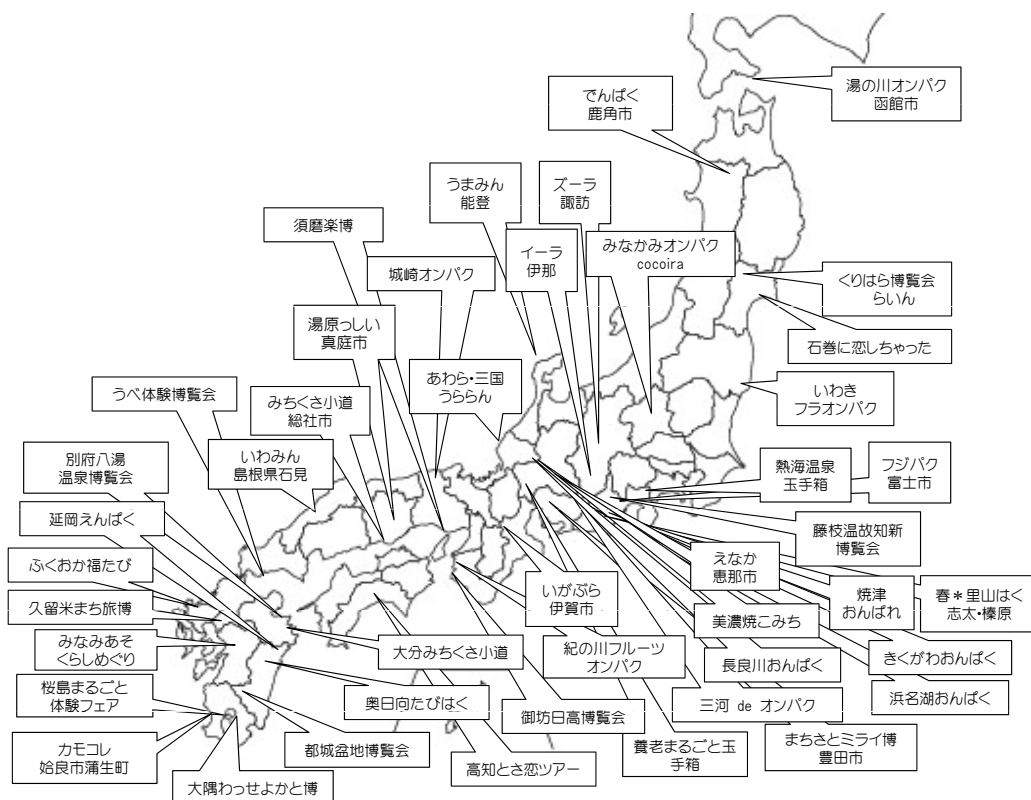 湯の川オンパク
函館市
でんぱく
鹿角市
うまみん
能登
ズーラ
諏訪
須磨楽博
イーラ
伊那
みなかみオンパク
cocoira
城崎オンパク
くりはら博覧会
らいん
湯原っしい
真庭市
石巻に恋しちゃった
あわら・三国
うららん
うべ体験博覧会
みちくさ小道
総社市
いわき
フラオンパク
別府八湯
温泉博覧会
いわみん
島根県石見
熱海温泉
玉手箱
フジパク
富士市
延岡えんぱく
藤枝温故知新
博覧会
ふくおか福たび
えなか
恵那市
いがぶら
伊賀市
焼津
おんぱれ
春＊里山はく
志太・榛原
久留米まち旅博
美濃焼こみち
みなみあそ
くらしめぐり
大分みちくさ小道
紀の川フルーツ
オンパク
長良川おんぱく
きくがわおんぱく
桜島まるごと
体験フェア
奥日向たびはく
御坊日高博覧会
三河 de オンパク
浜名湖おんぱく
カモコレ
姶良市蒲生町
都城盆地博覧会
高知とさ恋ツアー
養老まるごと玉
手箱
まちさとミライ博
豊田市
大隅わっせよかと博